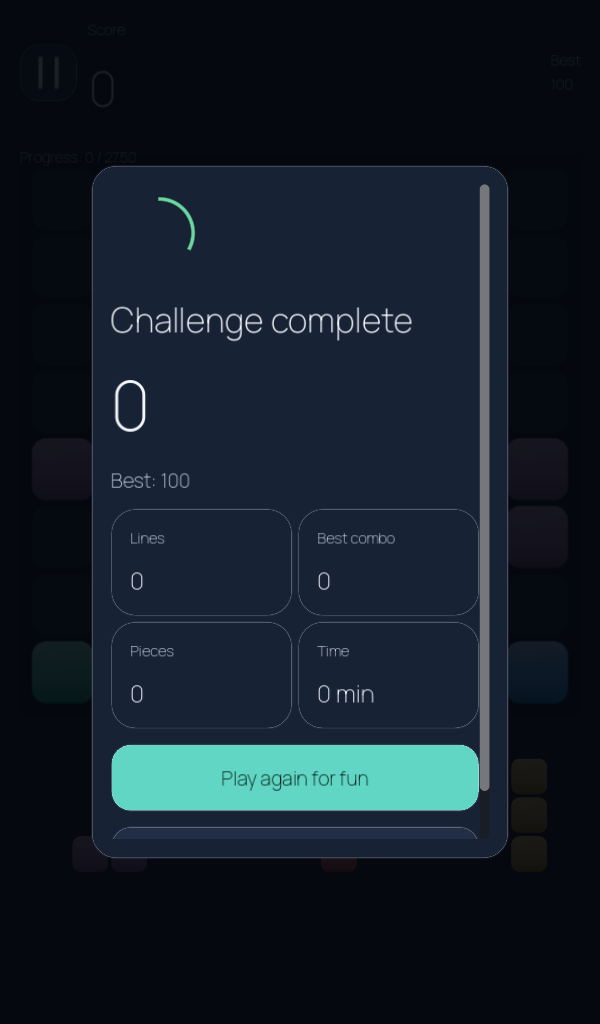 Score
0
Best
100
Progress: 0 / 2750
Challenge complete
0
Best: 100
Lines
0
Best combo
0
Pieces
0
Time
0 min
Play again for fun